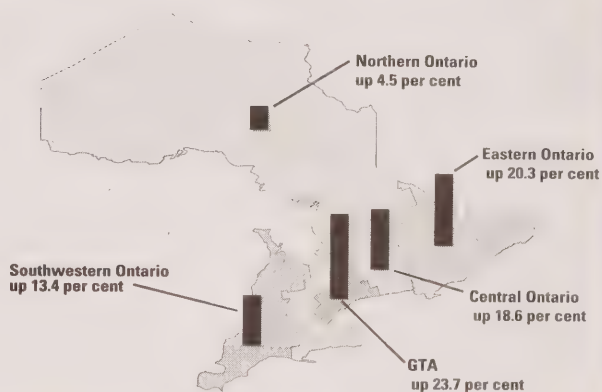 Northern Ontario
up 4.5 per cent
Eastern Ontario
up 20.3 per cent
Southwestern Ontario
up 13.4 per cent
Central Ontario
up 18.6 per cent
GTA
up 23.7 per cent